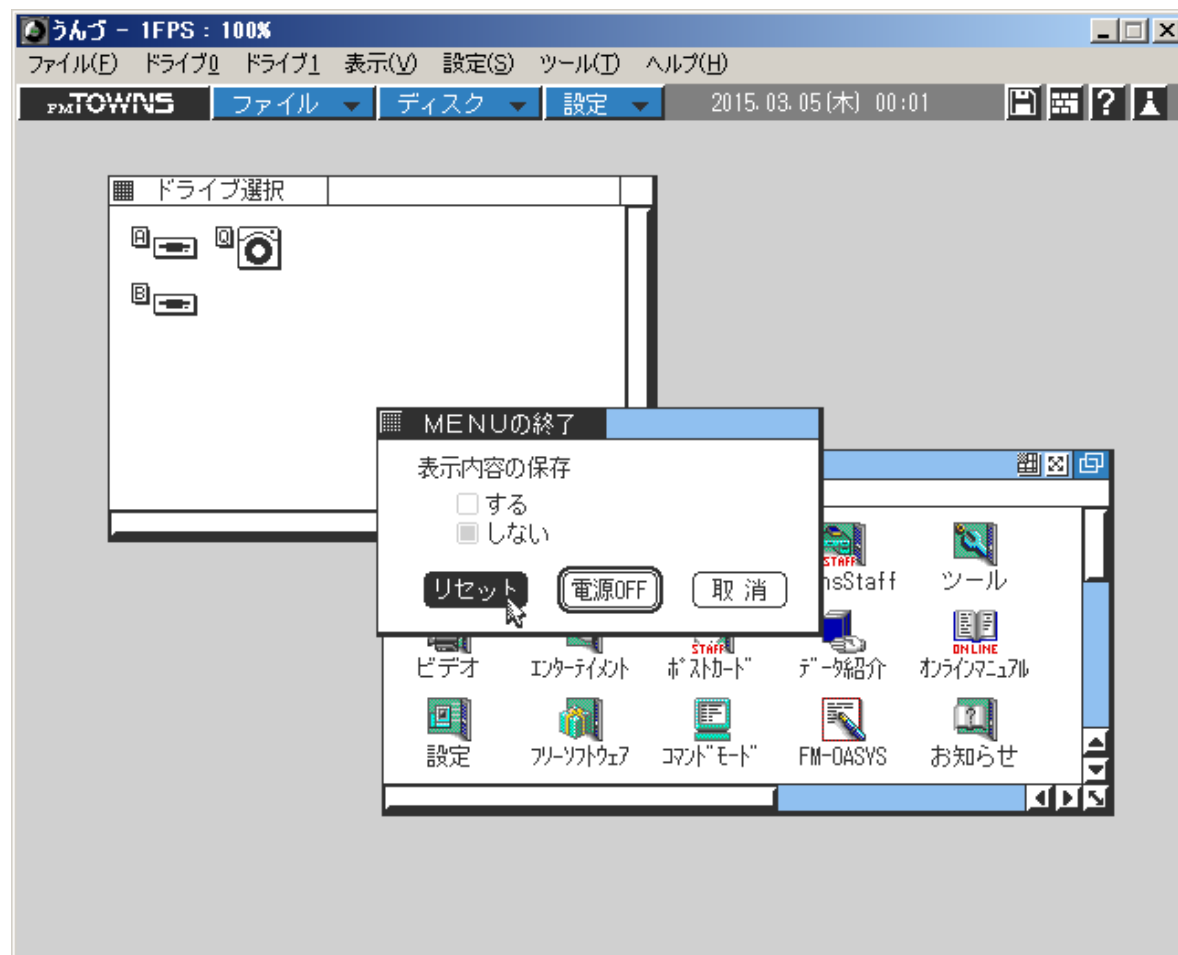 うんづ - 1FPS : 100%
ファイル(F) ドライブ0 ドライブ1 表示(V) 設定(S) ツール(T) ヘルプ(H)
FMTOWNS ファイル ディスク 設定 2015.03.05(木) 00:01
ドライブ選択
A Q
B
MENUの終了
表示内容の保存
する
しない
リセット 電源OFF 取 消
STAFF
nsStaff ツール
STAFF ONLINE
ビデオ エンターテイメント ポストカード データ紹介 オンラインマニュアル
設定 フリーソフトウェア コマンドモード FM-OASYS お知らせ